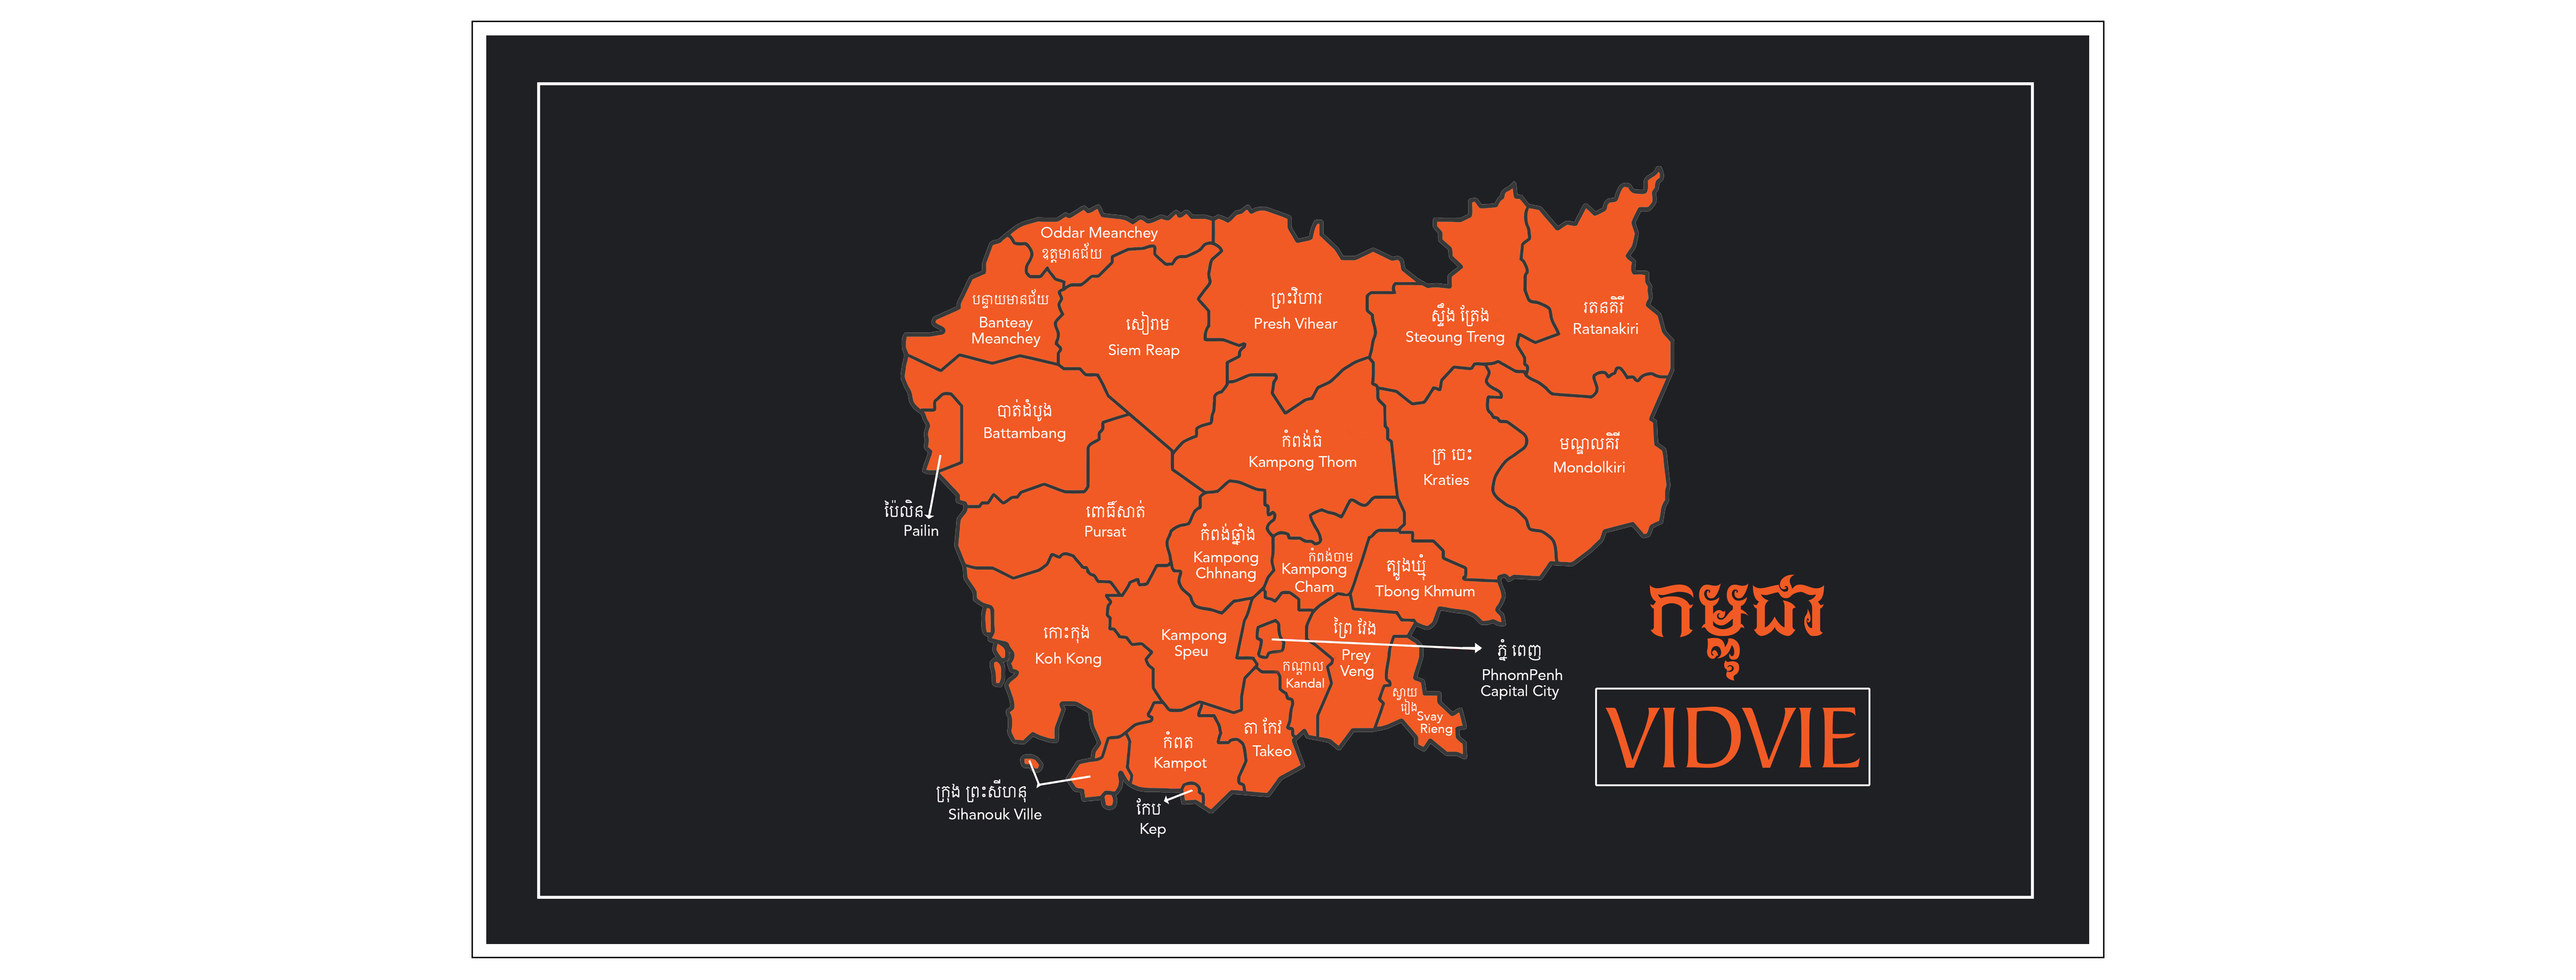 Oddar Meanchey
ឧត្តមានជ័យ
បន្ទាយមានជ័យ
Banteay
Meanchey
សៀរាម
Siem Reap
ព្រះវិហារ
Presh Vihear
ស្ទឹង ត្រែង
Steoung Treng
រតនគិរី
Ratanakiri
បាត់ដំបូង
Battambang
កំពង់ធំ
Kampong Thom
ក្រ ចេះ
Kraties
មណ្ឌលគិរី
Mondolkiri
ប៉ៃលិន
Pailin
ពោធិ៍សាត់
Pursat
កំពង់ឆ្នាំង
Kampong
Chhnang
កំពង់ចាម
Kampong
Cham
ត្បូងឃ្មុំ
Tbong Khmum
កោះកុង
Koh Kong
Kampong
Speu
កណ្តាល
Kandal
ព្រៃ វែង
Prey
Veng
ភ្នំ ពេញ
PhnomPenh
Capital City
ស្វាយ
រៀង
Svay
Rieng
តា កែវ
Takeo
កំពត
Kampot
ក្រុង ព្រះសីហនុ
Sihanouk Ville
កែប
Kep
កម្ពុជា
VIDVIE